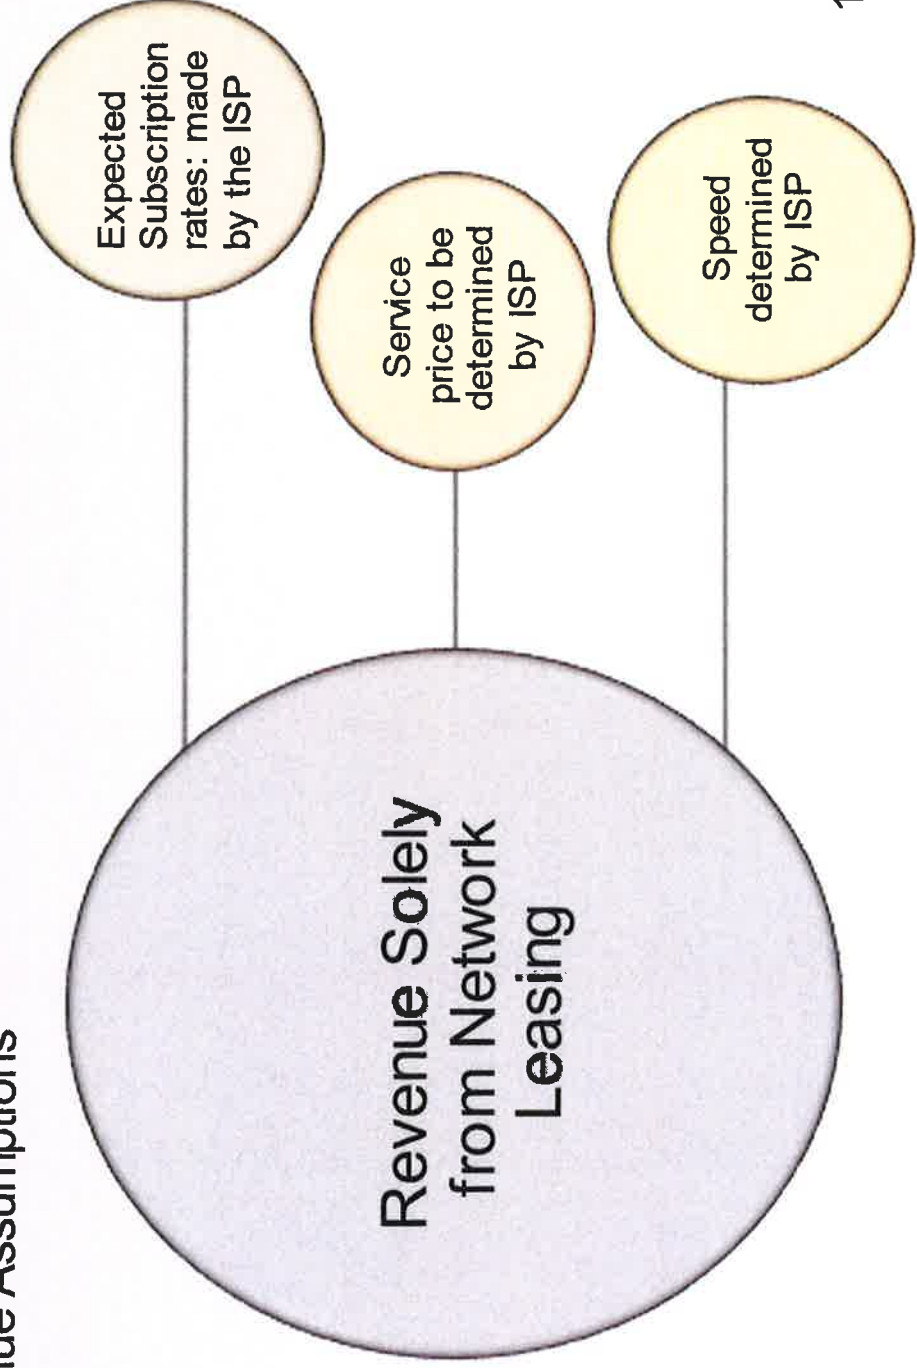 Assumptions
Revenue Solely
from Network
Leasing
Expected
Subscription
rates: made
by the ISP
Service
price to be
determined
by ISP
Speed
determined
by ISP